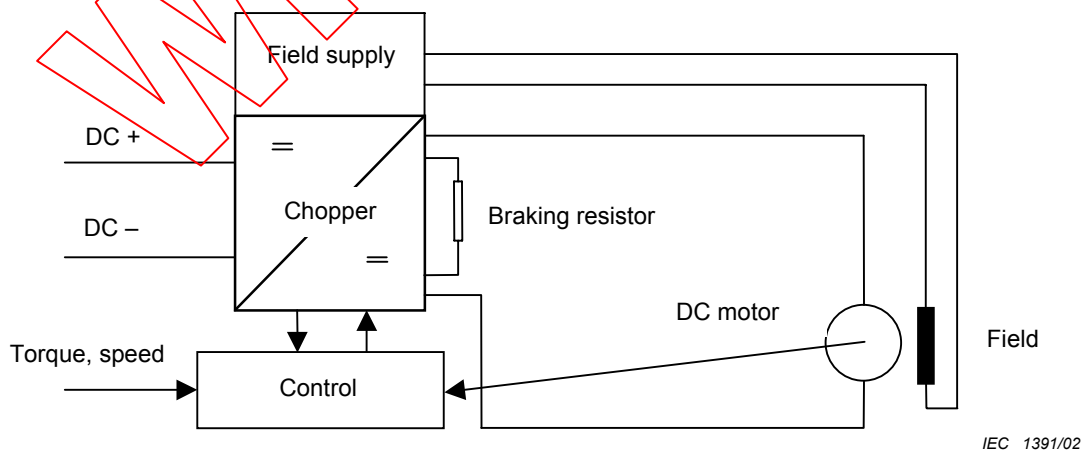 Field supply
DC +
=
Chopper
Braking resistor
DC –
=
DC motor
Torque, speed
Control
Field
IEC 1391/02